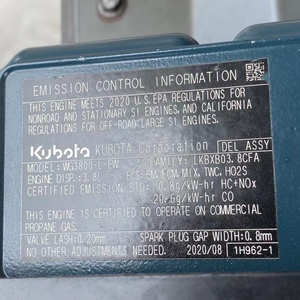 EMISSION CONTROL INFORMATION
THIS ENGINE MEETS 2020 U.S. EPA REGULATIONS FOR
NONROAD AND STATIONARY SI ENGINES, AND CALIFORNIA
REGULATIONS FOR OFF-ROAD LARGE SI ENGINES.
Kubota KUBOTA Corporation DEL ASSY
MODEL: WG3800-L-EW FAMILY: LKBXB03.8CFA
ENGINE DISP.: 3.8L ECS:EM/ECM, MIX, TWC, HO2S
CERTIFIED EMISSION STD.: 0.8g/kW-hr HC+NOx
20.6g/kW-hr CO
THIS ENGINE IS CERTIFIED TO OPERATE ON COMMERCIAL
PROPANE GAS.
VALVE LASH: 0.20mm SPARK PLUG GAP WIDTH: 0.8mm
NO OTHER ADJUSTMENTS NEEDED. 2020/08 1H962-1